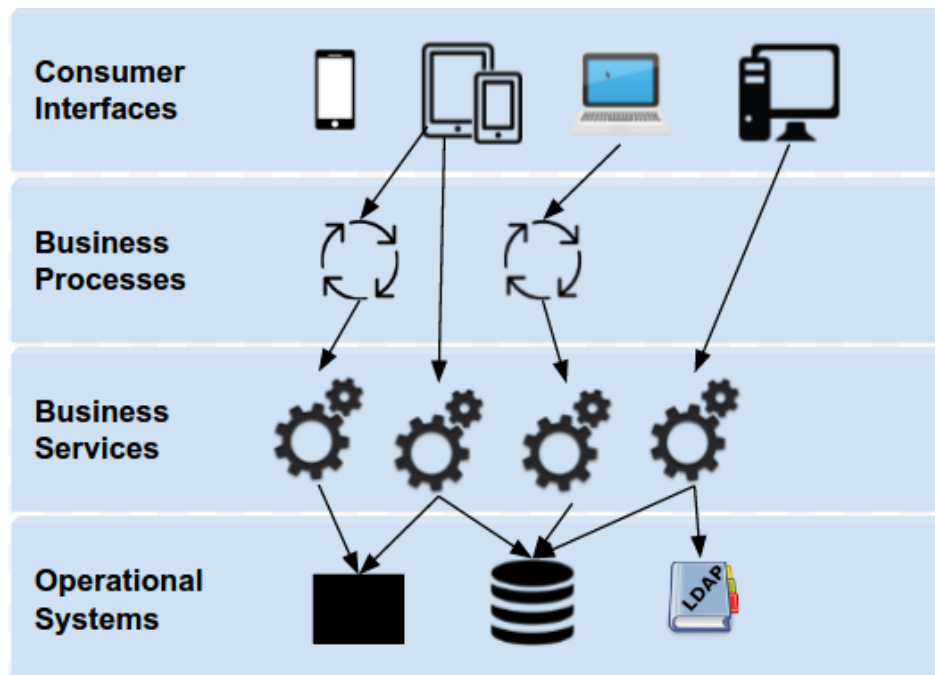 Consumer
Interfaces
Business
Processes
Business
Services
Operational
Systems
LDAP